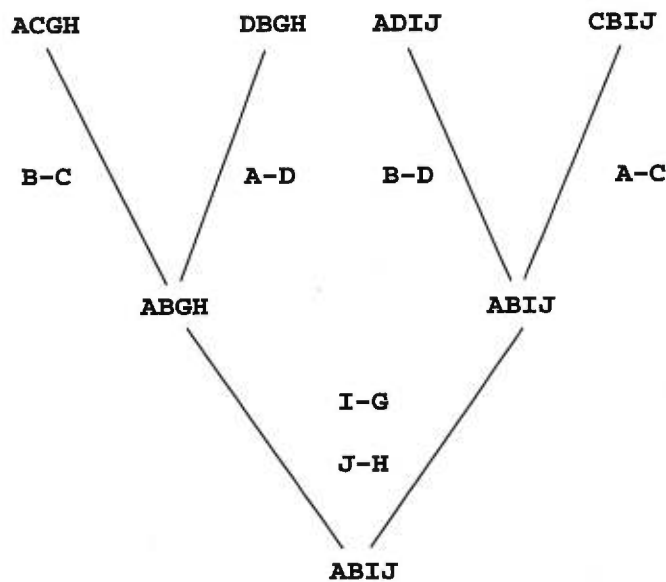 ACGH DBGH ADIJ CBIJ
B-C A-D B-D A-C
ABGH ABIJ
I-G
J-H
ABIJ